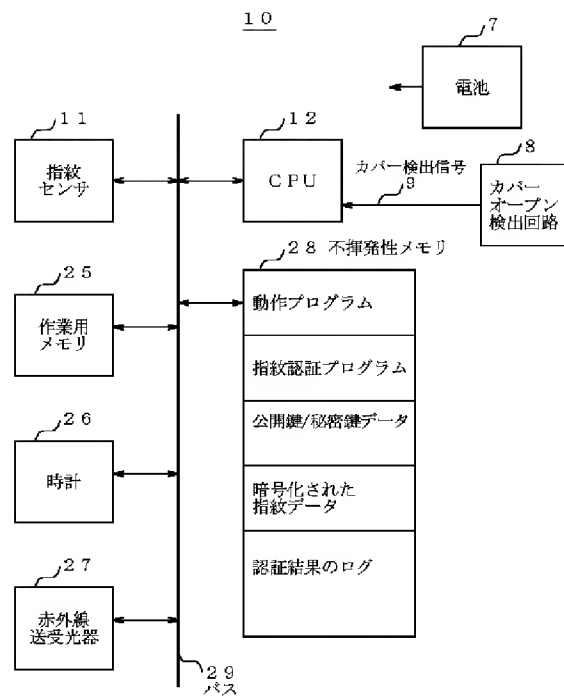 １０
７
電池
１１
指紋
センサ
１２
ＣＰＵ
カバー検出信号
９
８
カバー
オープン
検出回路
２５
作業用
メモリ
２８ 不揮発性メモリ
動作プログラム
指紋認証プログラム
公開鍵/秘密鍵データ
暗号化された
指紋データ
認証結果のログ
２６
時計
２７
赤外線
送受光器
２９
バス